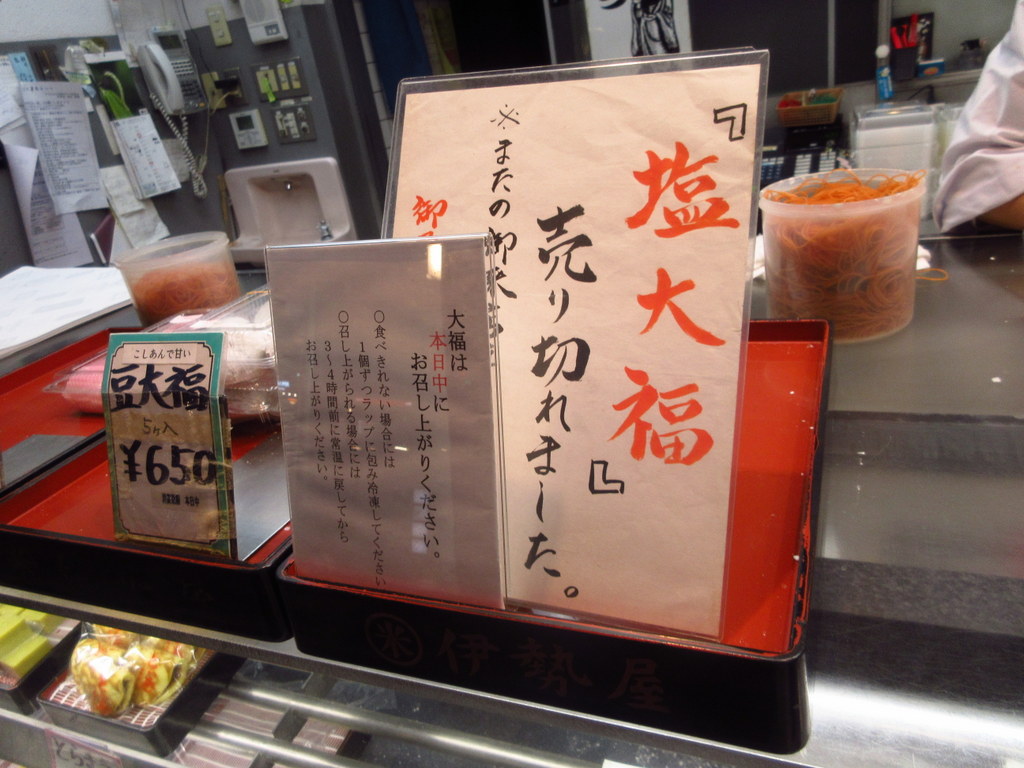 『塩大福
売り切れました。』
※またの御来
御
大福は
本日中に
お召し上がりください。
○食べきれない場合には
1個ずつラップに包み冷凍してください
○召し上がられる場合には
3～4時間前に常温に戻してから
お召し上がりください。
こしあんで甘い
豆大福
5ヶ入
¥650
米 伊勢屋